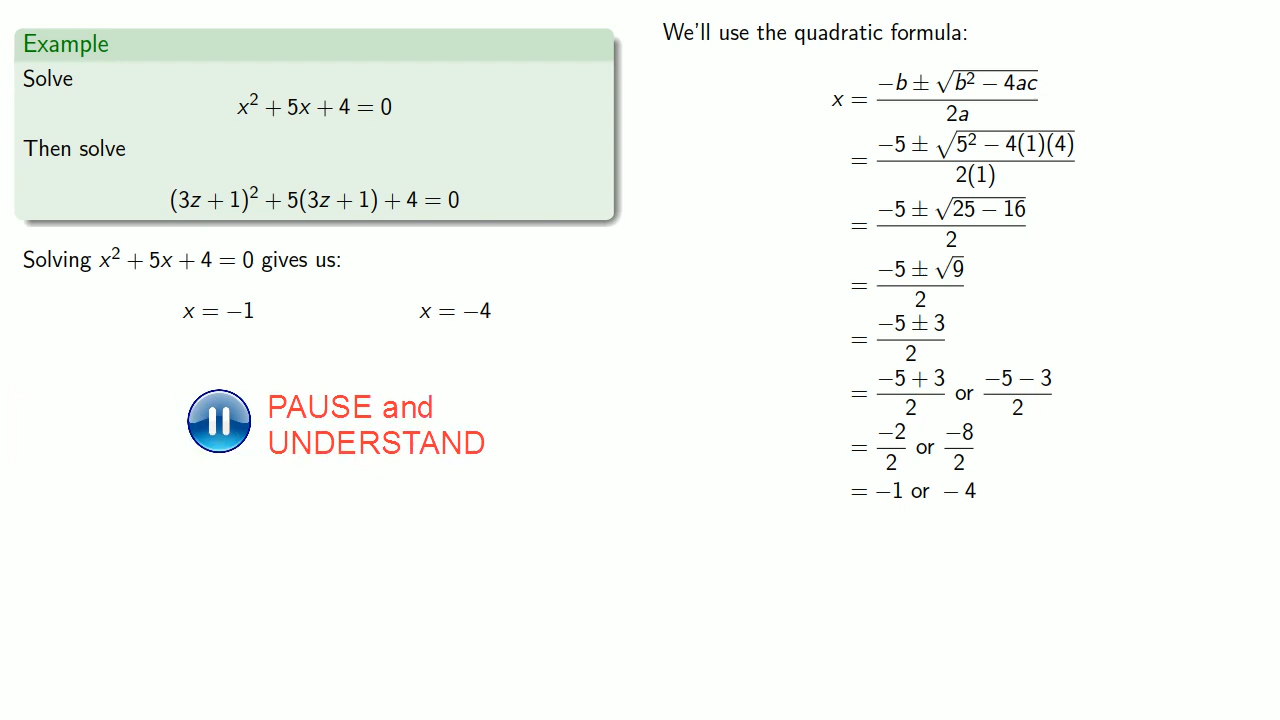 Example
Solve
x² + 5x + 4 = 0
Then solve
(3z + 1)² + 5(3z + 1) + 4 = 0
Solving x² + 5x + 4 = 0 gives us:
x = −1 x = −4
PAUSE and
UNDERSTAND
We'll use the quadratic formula:
x = (−b ± √(b² − 4ac)) / (2a)
= (−5 ± √(5² − 4(1)(4))) / (2(1))
= (−5 ± √(25 − 16)) / 2
= (−5 ± √9) / 2
= (−5 ± 3) / 2
= (−5 + 3) / 2 or (−5 − 3) / 2
= −2 / 2 or −8 / 2
= −1 or − 4